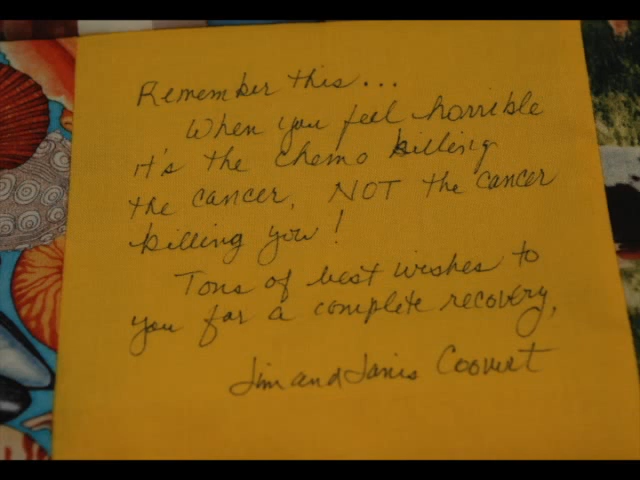 Remember this...
When you feel horrible
it's the chemo killing
the cancer, NOT the cancer
killing you!
Tons of best wishes to
you for a complete recovery,
Jim and Janis Coovert